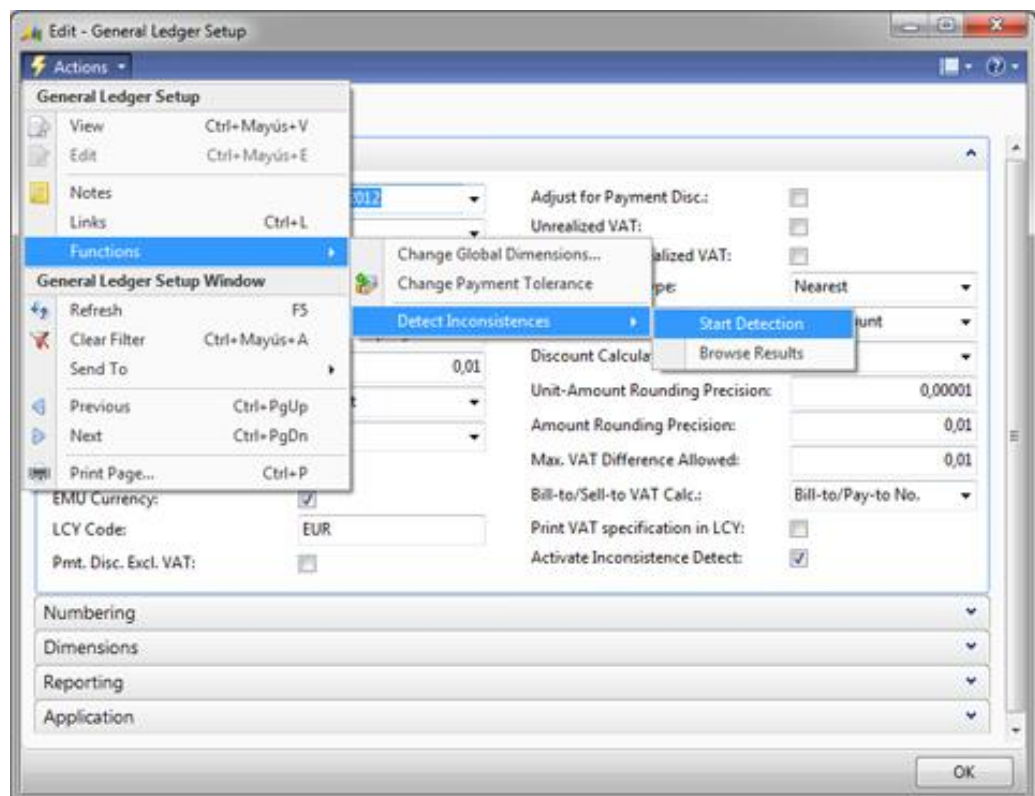 Edit - General Ledger Setup
Actions
General Ledger Setup
View Ctrl+Mayús+V
Edit Ctrl+Mayús+E
Notes
Links Ctrl+L
Functions
General Ledger Setup Window
Refresh F5
Clear Filter Ctrl+Mayús+A
Send To
Previous Ctrl+PgUp
Next Ctrl+PgDn
Print Page... Ctrl+P
Change Global Dimensions...
Change Payment Tolerance
Detect Inconsistences
Start Detection
Browse Results
2012
0,01
EMU Currency:
LCY Code: EUR
Pmt. Disc. Excl. VAT:
Adjust for Payment Disc.:
Unrealized VAT:
alized VAT:
pe: Nearest
unt
Discount Calcula
Unit-Amount Rounding Precision: 0,00001
Amount Rounding Precision: 0,01
Max. VAT Difference Allowed: 0,01
Bill-to/Sell-to VAT Calc.: Bill-to/Pay-to No.
Print VAT specification in LCY:
Activate Inconsistence Detect:
Numbering
Dimensions
Reporting
Application
OK